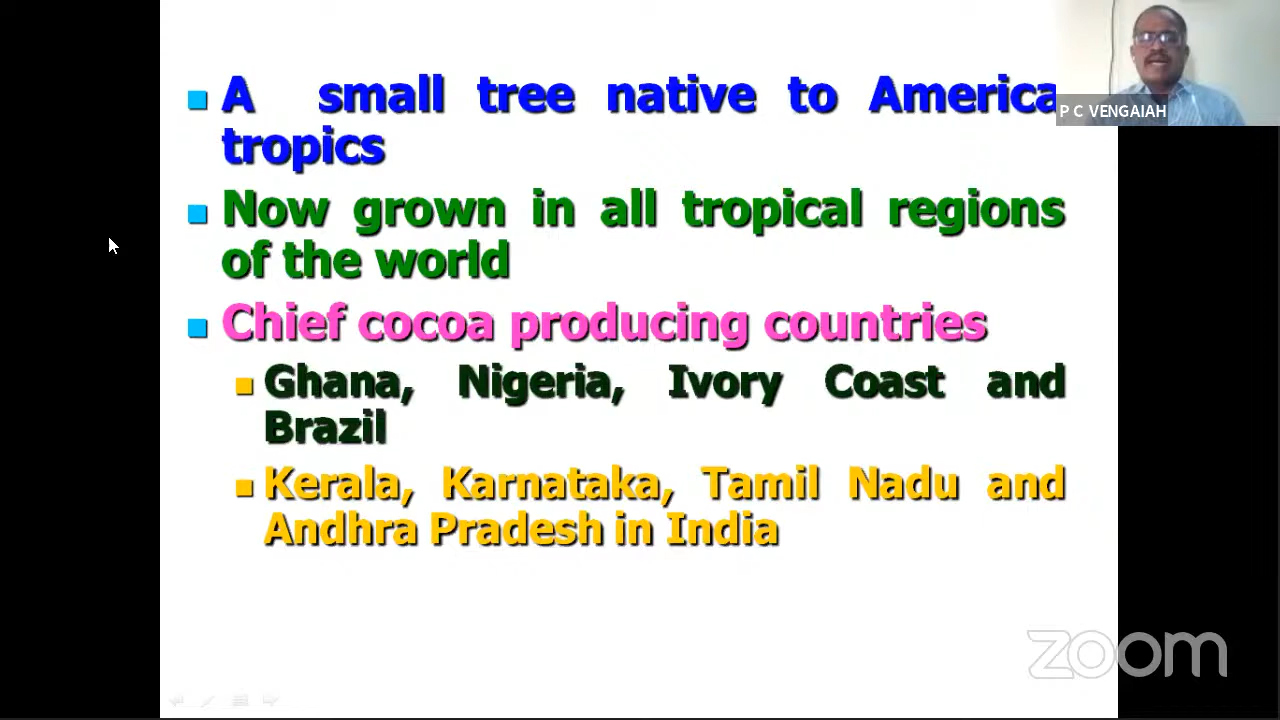 A small tree native to America
tropics
Now grown in all tropical regions
of the world
Chief cocoa producing countries
Ghana, Nigeria, Ivory Coast and
Brazil
Kerala, Karnataka, Tamil Nadu and
Andhra Pradesh in India
P C VENGAIAH
zoom